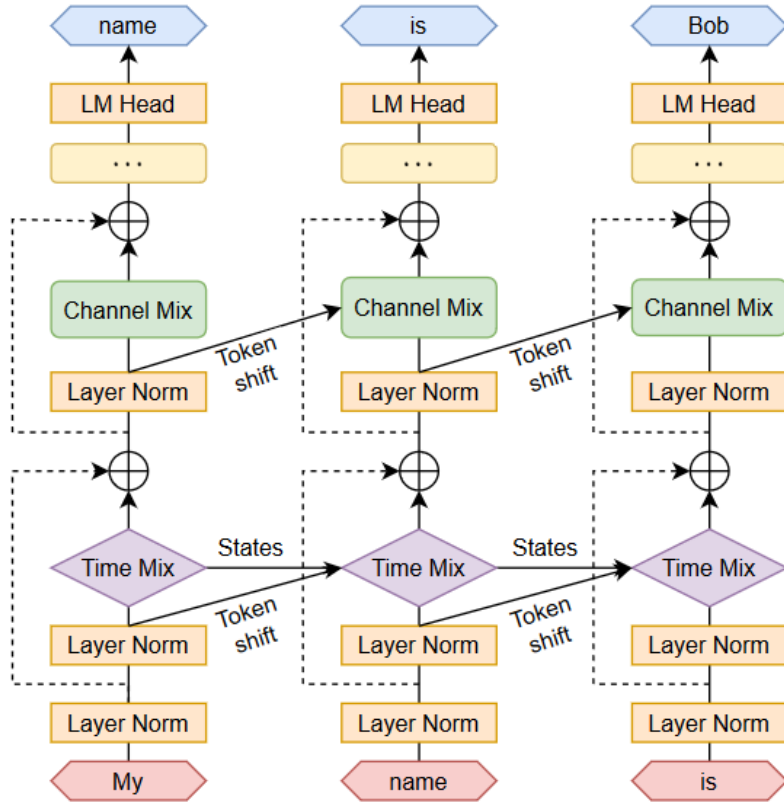 name is Bob
LM Head LM Head LM Head
... ... ...
Channel Mix Channel Mix Channel Mix
Token shift Token shift
Layer Norm Layer Norm Layer Norm
States States
Time Mix Time Mix Time Mix
Token shift Token shift
Layer Norm Layer Norm Layer Norm
Layer Norm Layer Norm Layer Norm
My name is